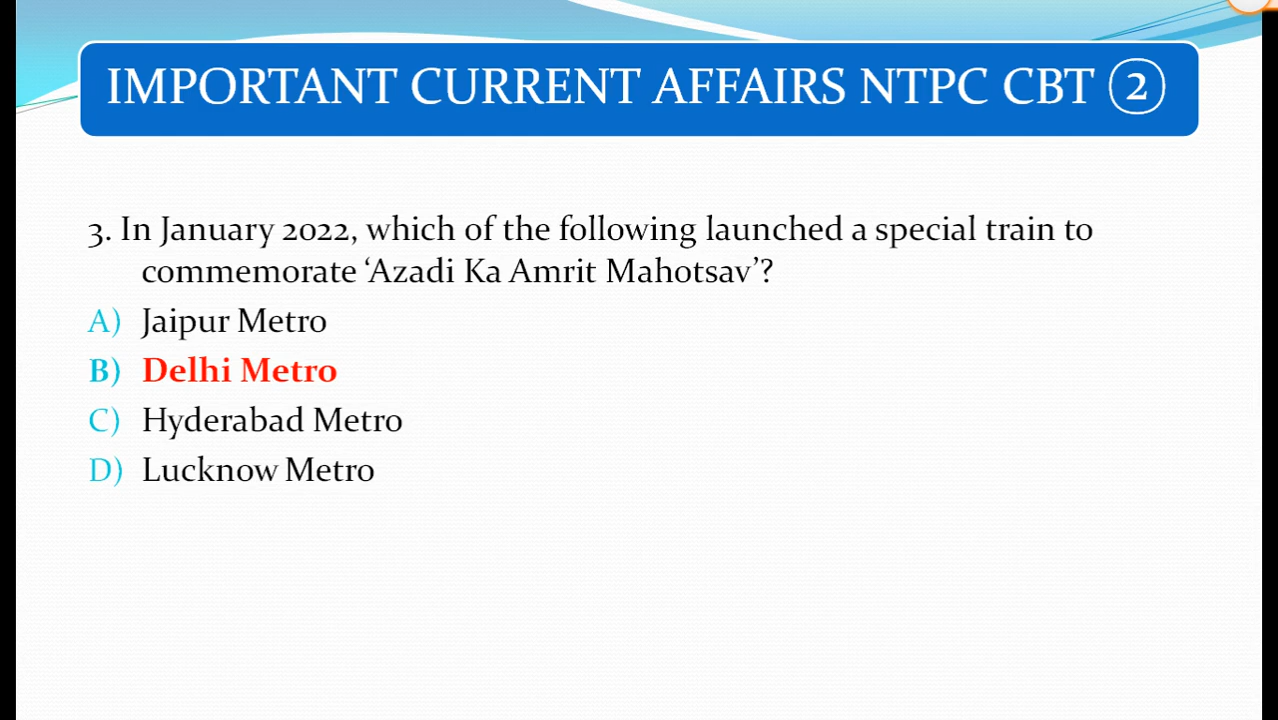 IMPORTANT CURRENT AFFAIRS NTPC CBT ②
3. In January 2022, which of the following launched a special train to
commemorate ‘Azadi Ka Amrit Mahotsav’?
A) Jaipur Metro
B) Delhi Metro
C) Hyderabad Metro
D) Lucknow Metro